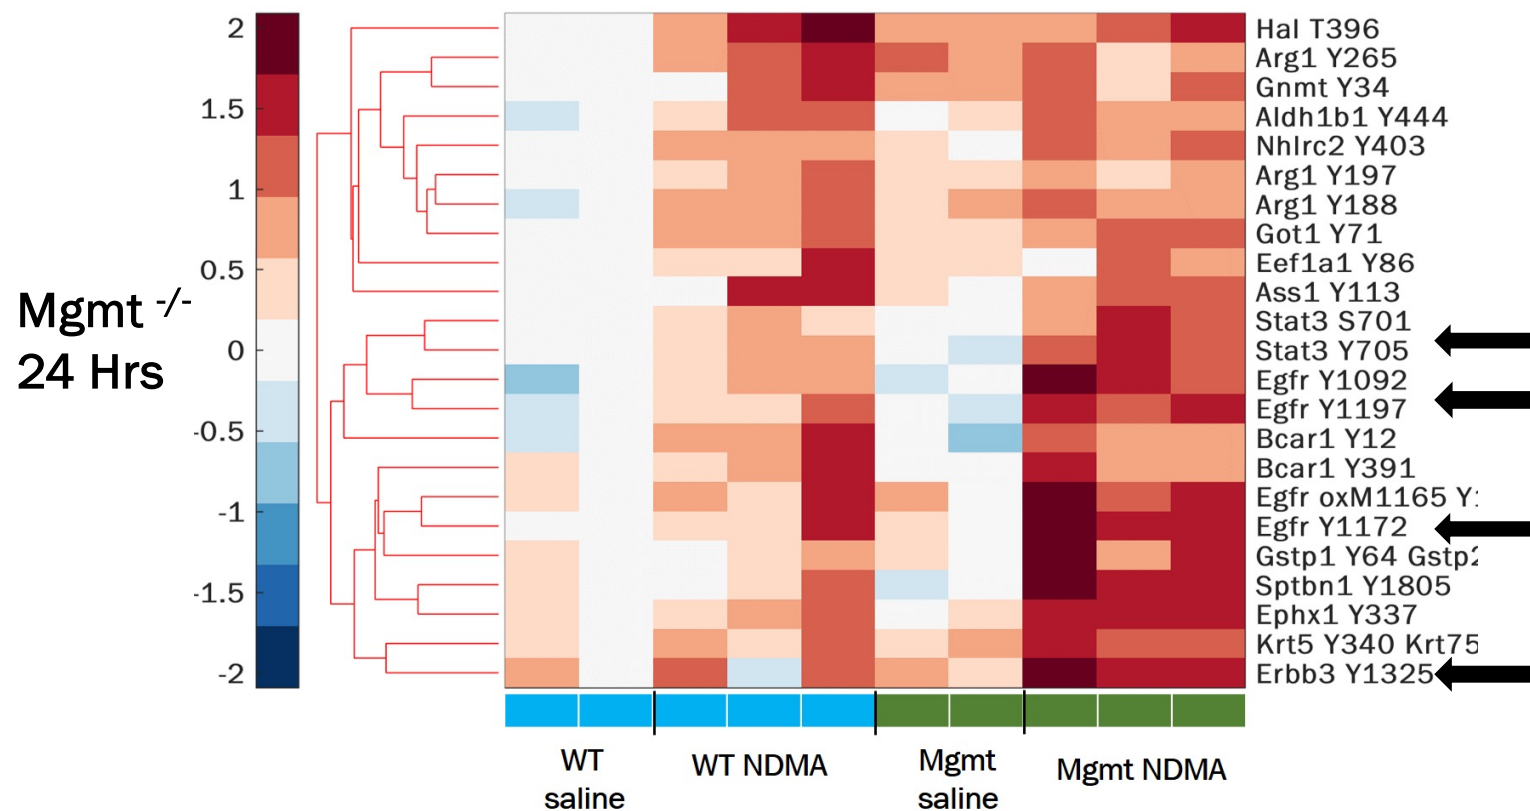 Mgmt -/-
24 Hrs
2
1.5
1
0.5
0
-0.5
-1
-1.5
-2
Hal T396
Arg1 Y265
Gnmt Y34
Aldh1b1 Y444
Nhlrc2 Y403
Arg1 Y197
Arg1 Y188
Got1 Y71
Eef1a1 Y86
Ass1 Y113
Stat3 S701
Stat3 Y705
Egfr Y1092
Egfr Y1197
Bcar1 Y12
Bcar1 Y391
Egfr oxM1165
Egfr Y1172
Gstp1 Y64
Sptbn1 Y1805
Ephx1 Y337
Krt5 Y340 Krt75
Erbb3 Y1325
WT
saline
WT NDMA
Mgmt
saline
Mgmt NDMA